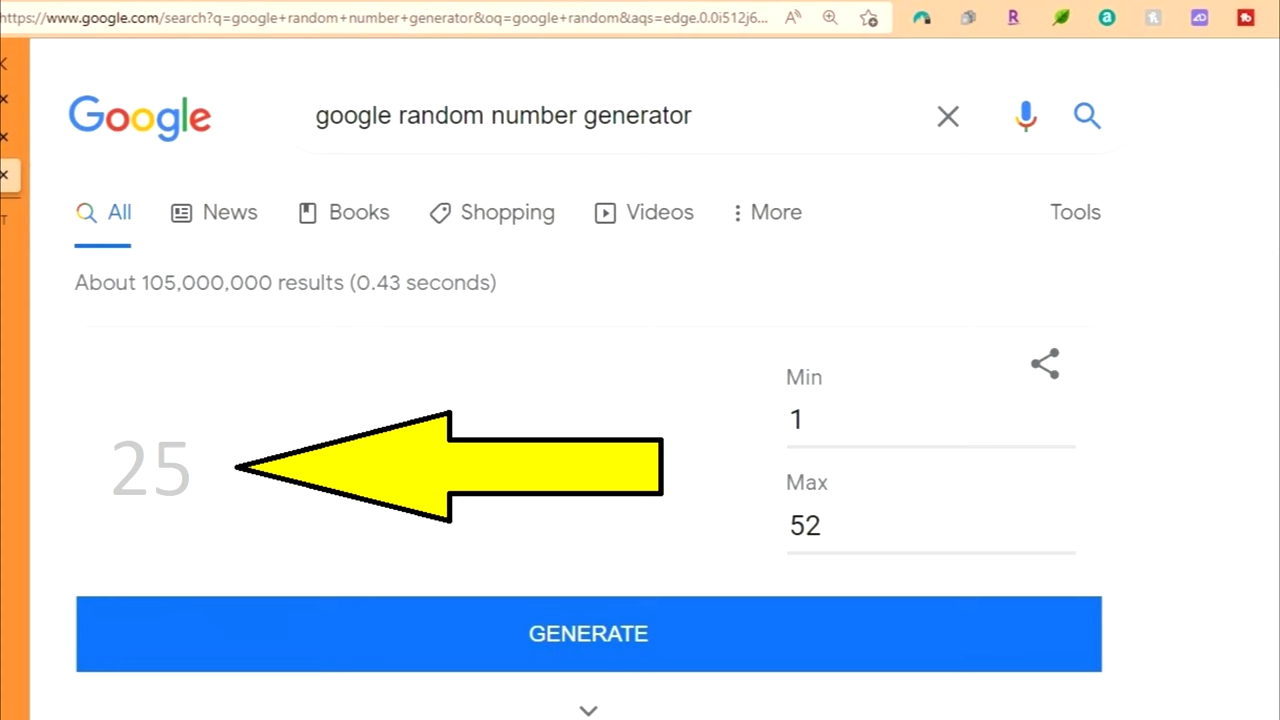 https://www.google.com/search?q=google+random+number+generator&oq=google+random&aqs=edge.0.0i512j6...
Google
google random number generator
All News Books Shopping Videos More Tools
About 105,000,000 results (0.43 seconds)
Min
1
25
Max
52
GENERATE